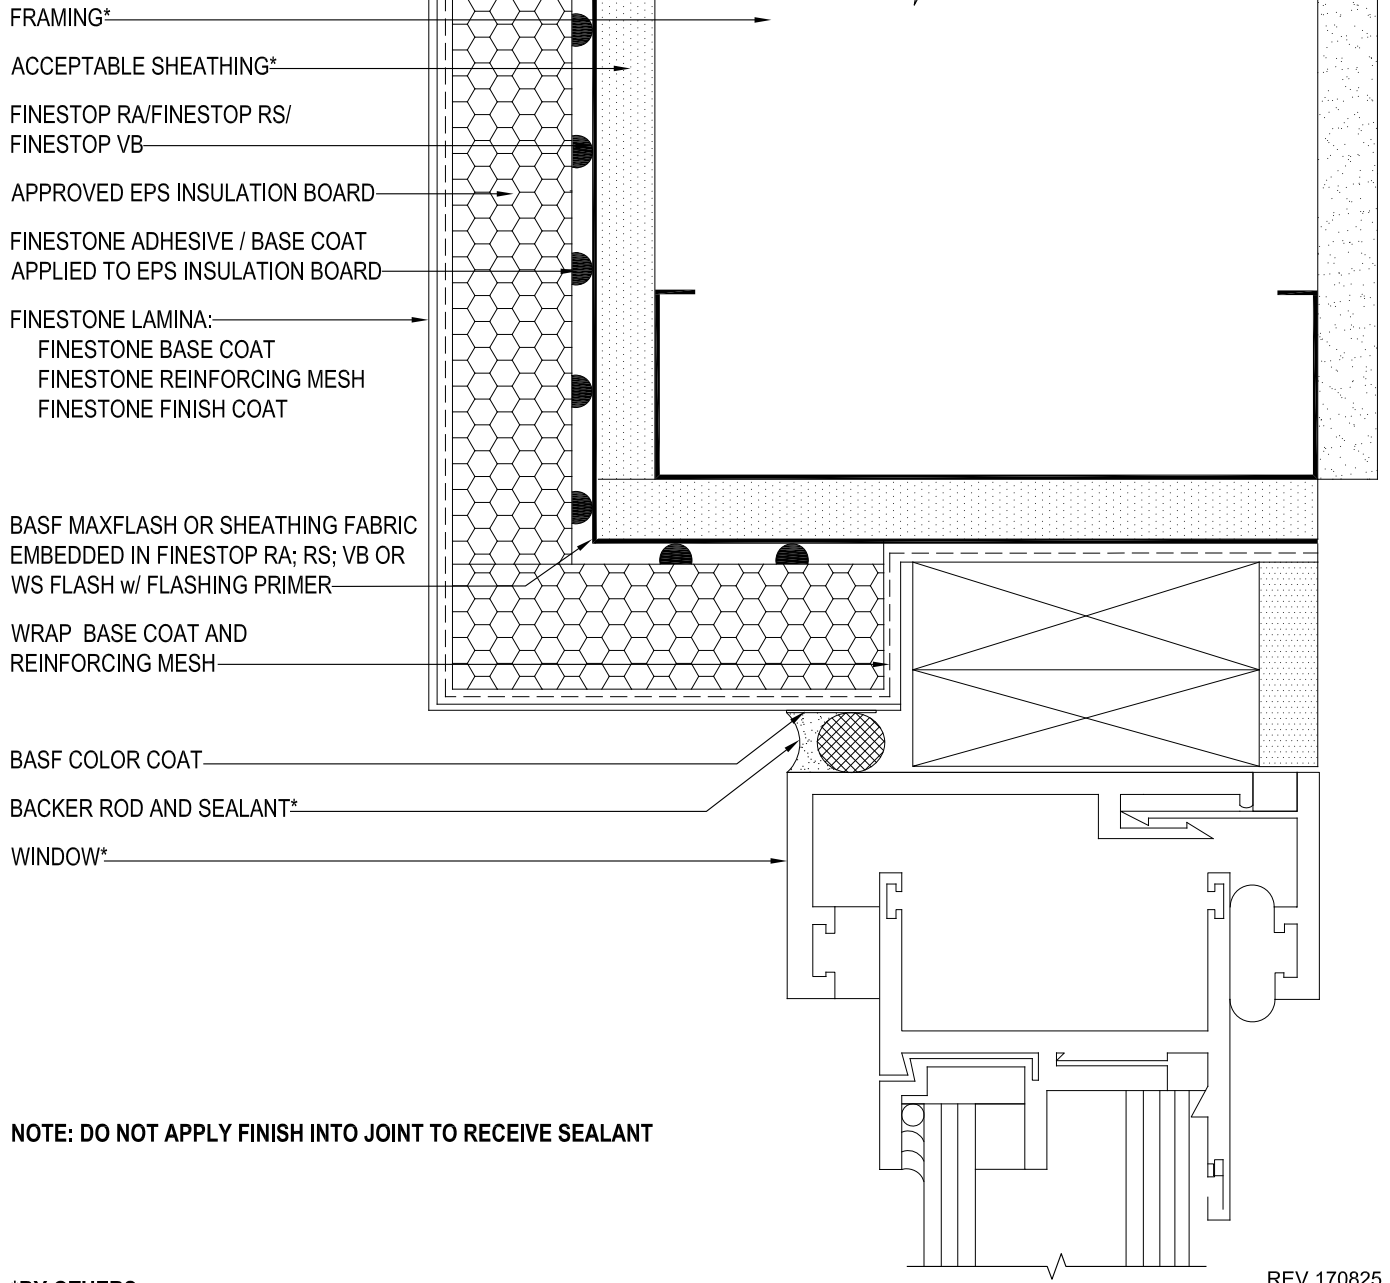 FRAMING*
ACCEPTABLE SHEATHING*
FINESTOP RA/FINESTOP RS/
FINESTOP VB
APPROVED EPS INSULATION BOARD
FINESTONE ADHESIVE / BASE COAT
APPLIED TO EPS INSULATION BOARD
FINESTONE LAMINA:
FINESTONE BASE COAT
FINESTONE REINFORCING MESH
FINESTONE FINISH COAT
BASF MAXFLASH OR SHEATHING FABRIC
EMBEDDED IN FINESTOP RA; RS; VB OR
WS FLASH w/ FLASHING PRIMER
WRAP BASE COAT AND
REINFORCING MESH
BASF COLOR COAT
BACKER ROD AND SEALANT*
WINDOW*
NOTE: DO NOT APPLY FINISH INTO JOINT TO RECEIVE SEALANT
*BY OTHERS
REV 170825